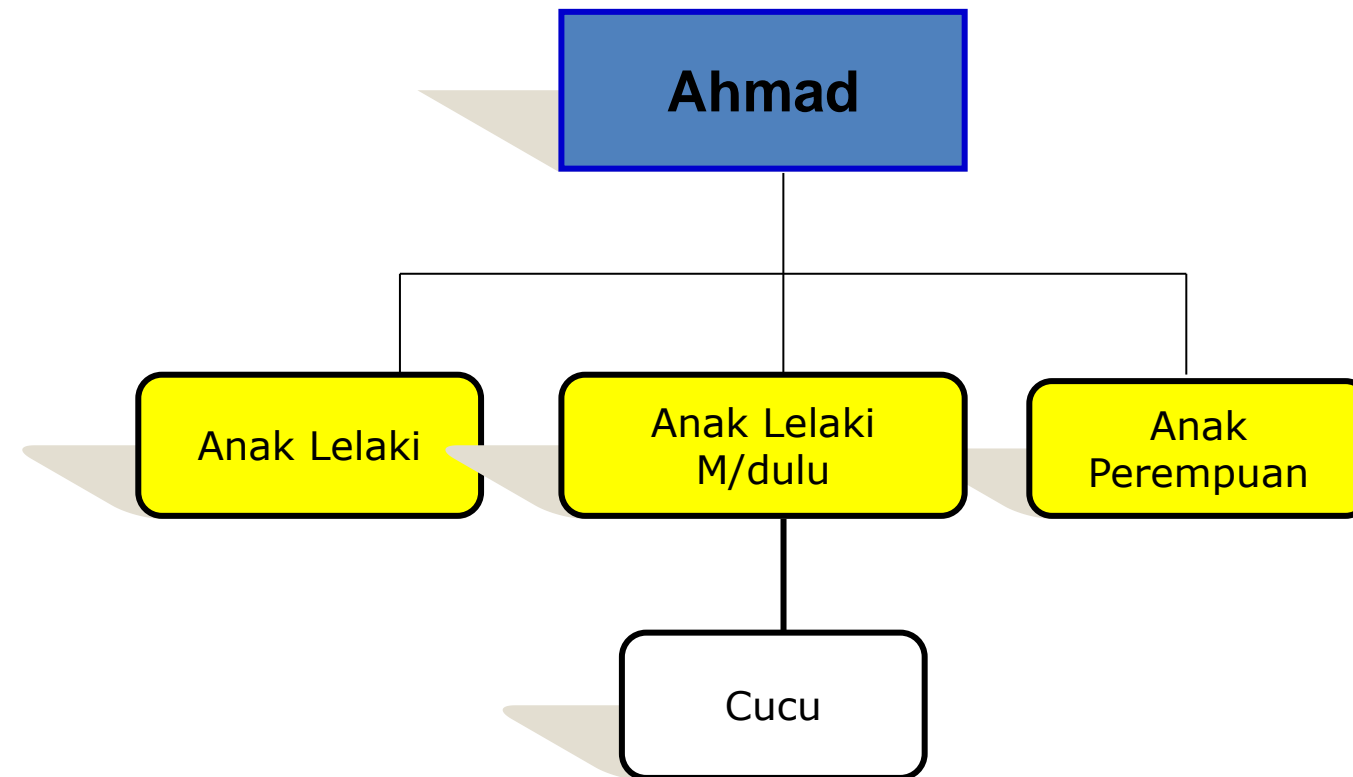 Ahmad
Anak Lelaki
Anak Lelaki
M/dulu
Anak
Perempuan
Cucu